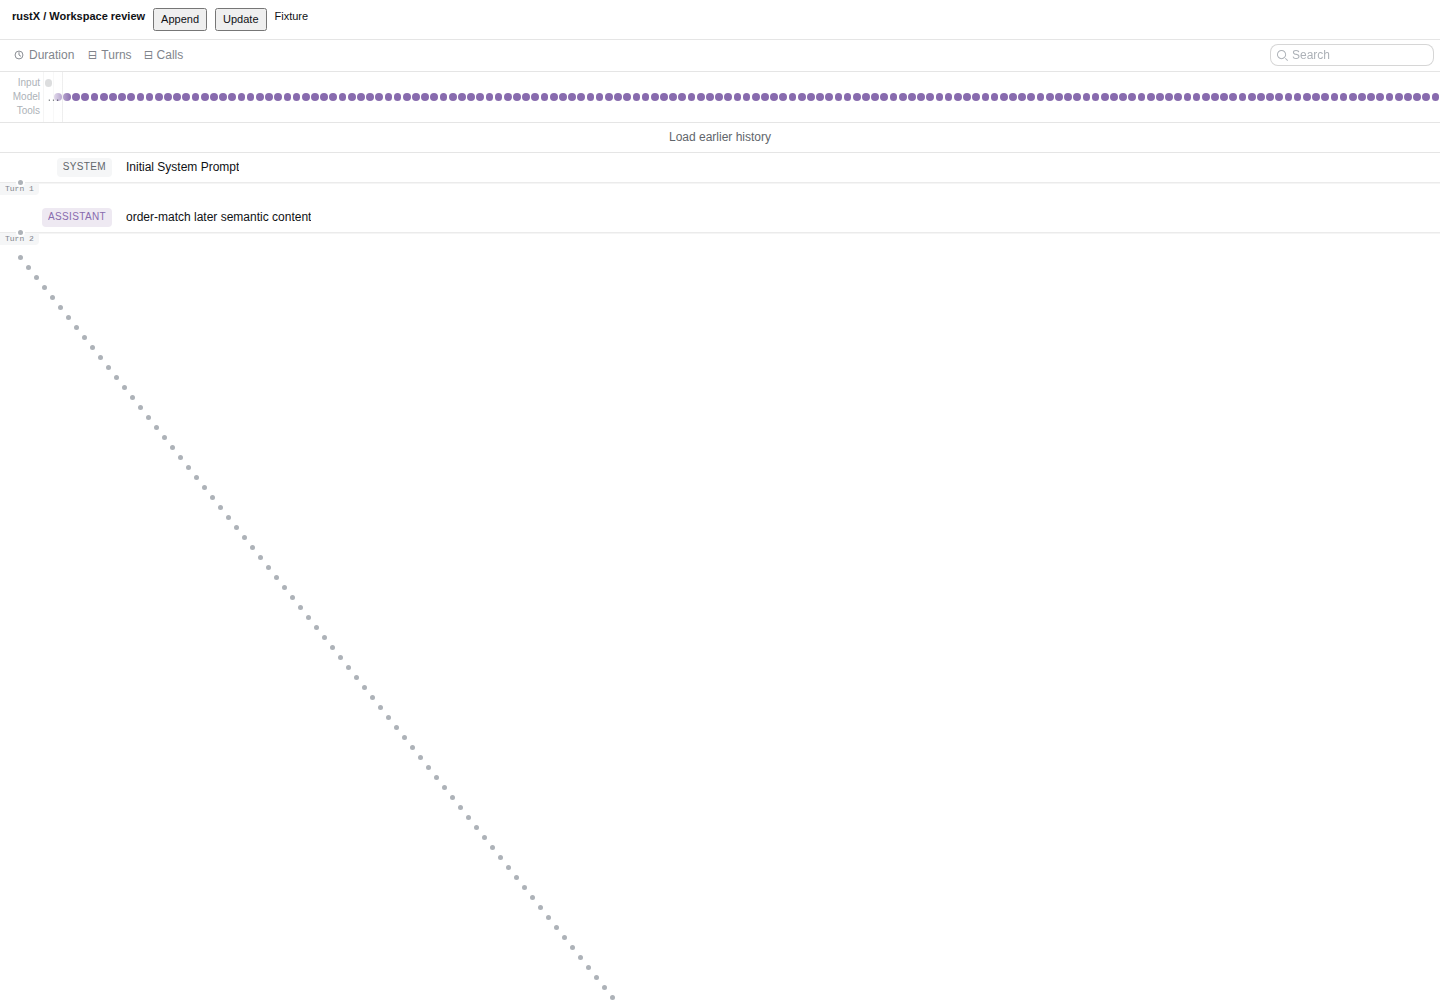 rustX / Workspace review Append Update Fixture
Duration Turns Calls Search
Input
Model
Tools
Load earlier history
SYSTEM Initial System Prompt
Turn 1
ASSISTANT order-match later semantic content
Turn 2